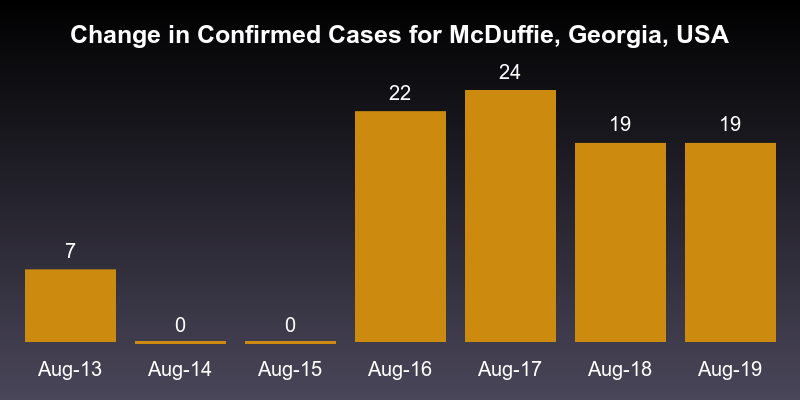 Change in Confirmed Cases for McDuffie, Georgia, USA
24
22
19
19
7
0
0
Aug-13
Aug-14
Aug-15
Aug-16
Aug-17
Aug-18
Aug-19